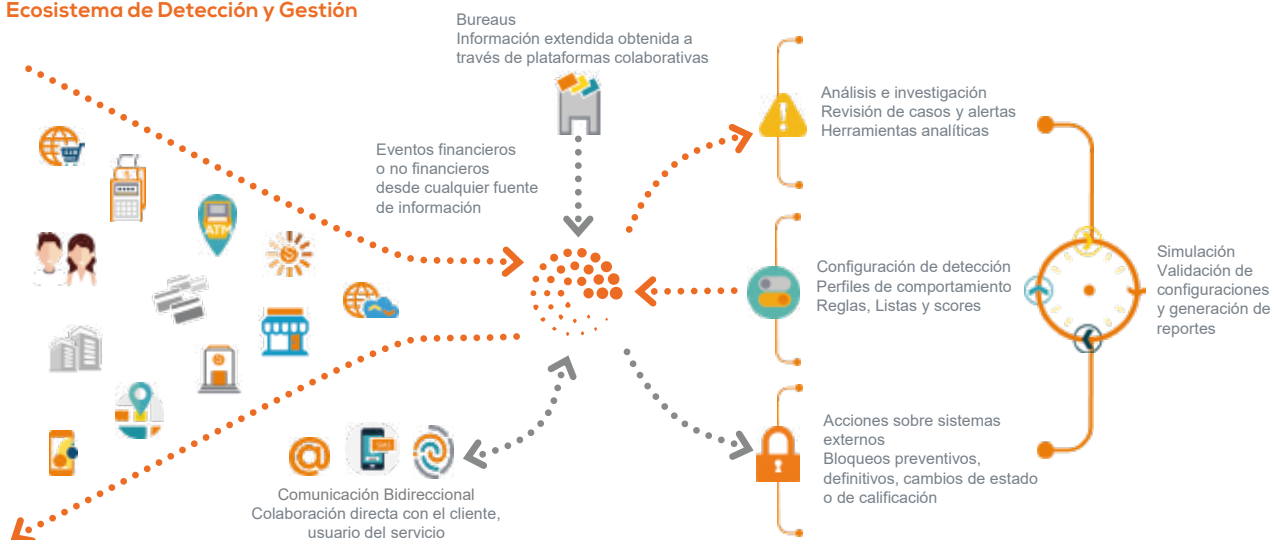 Ecosistema de Detección y Gestión
Bureaus
Información extendida obtenida a
través de plataformas colaborativas
Eventos financieros
o no financieros
desde cualquier fuente
de información
ATM
SMS
Comunicación Bidireccional
Colaboración directa con el cliente,
usuario del servicio
Análisis e investigación
Revisión de casos y alertas
Herramientas analíticas
Configuración de detección
Perfiles de comportamiento
Reglas, Listas y scores
Acciones sobre sistemas
externos
Bloqueos preventivos,
definitivos, cambios de estado
o de calificación
Simulación
Validación de
configuraciones
y generación de
reportes